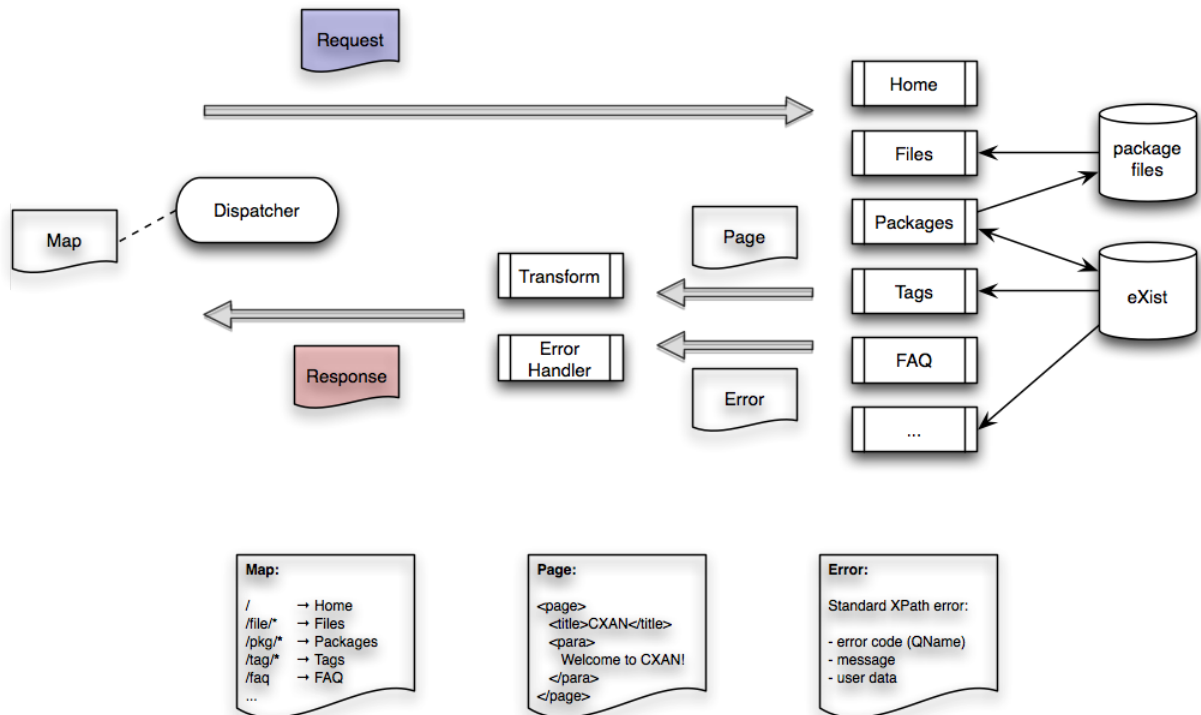 Request
Home
Files
package
files
Map
Dispatcher
Packages
Page
Transform
Tags
eXist
Response
Error
Handler
FAQ
Error
...
Map:
/ → Home
/file/* → Files
/pkg/* → Packages
/tag/* → Tags
/faq → FAQ
...
Page:
<page>
<title>CXAN</title>
<para>
Welcome to CXAN!
</para>
</page>
Error:
Standard XPath error:
- error code (QName)
- message
- user data